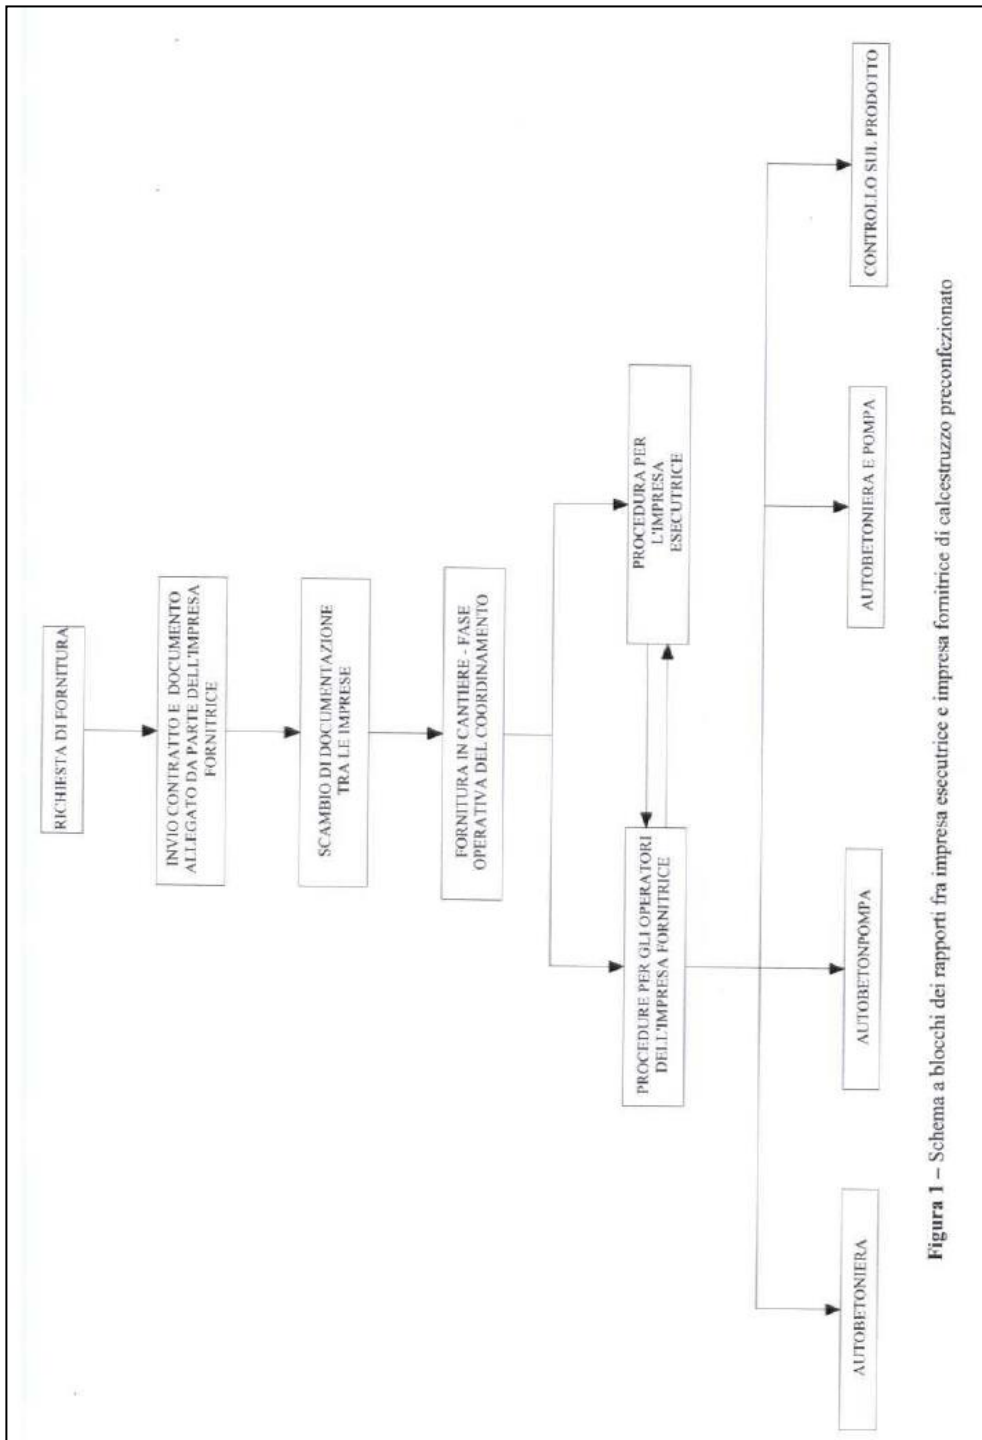 RICHIESTA DI FORNITURA
INVIO CONTRATTO E DOCUMENTO
ALLEGATO DA PARTE DELL'IMPRESA
FORNITRICE
SCAMBIO DI DOCUMENTAZIONE
TRA LE IMPRESE
FORNITURA IN CANTIERE - FASE
OPERATIVA DEL COORDINAMENTO
PROCEDURE PER GLI OPERATORI
DELL'IMPRESA FORNITRICE
PROCEDURA PER
L'IMPRESA
ESECUTRICE
AUTOBETONIERA
AUTOBETONPOMPA
AUTOBETONIERA E POMPA
CONTROLLO SUL PRODOTTO
Figura 1 – Schema a blocchi dei rapporti fra impresa esecutrice e impresa fornitrice di calcestruzzo preconfezionato